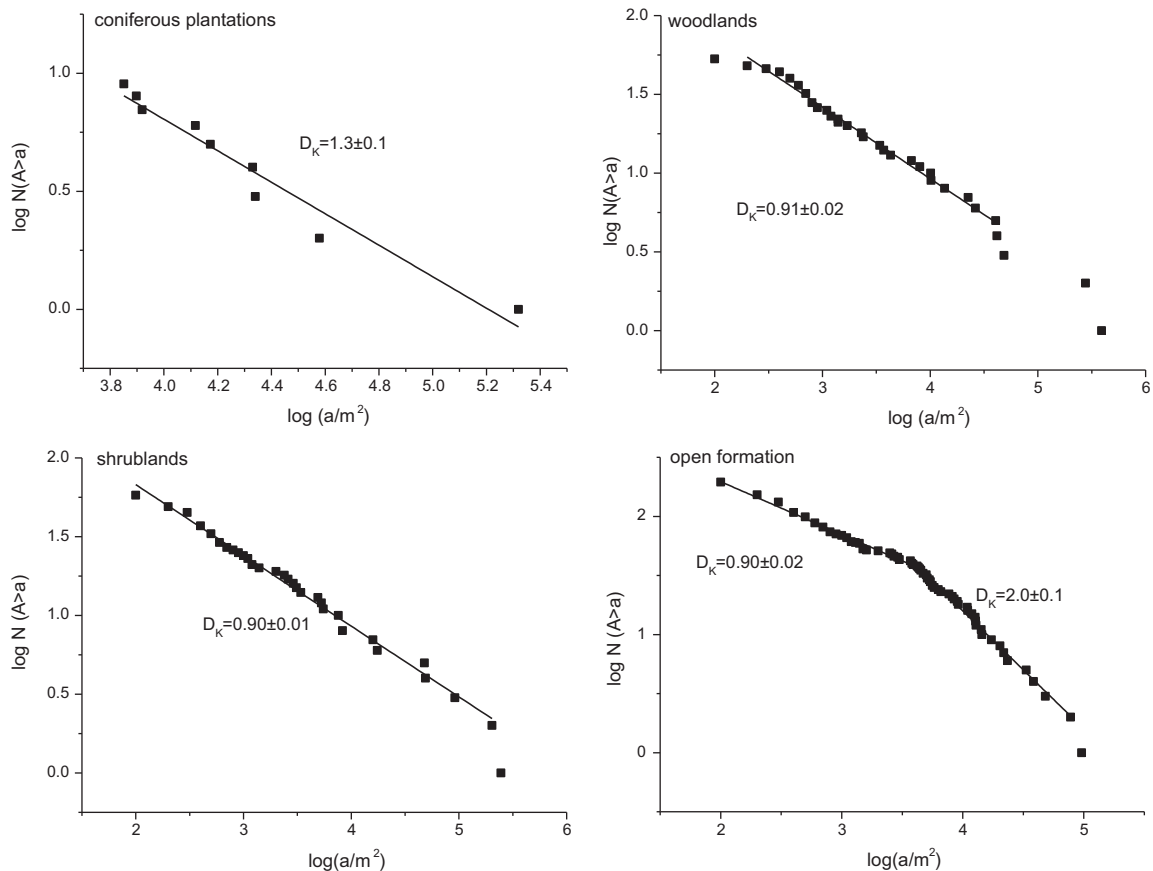 coniferous plantations
1.0
0.5
0.0
log N(A>a)
D_K=1.3±0.1
3.8 4.0 4.2 4.4 4.6 4.8 5.0 5.2 5.4
log (a/m²)
woodlands
2.0
1.5
1.0
0.5
0.0
log N(A>a)
D_K=0.91±0.02
2 3 4 5 6
log (a/m²)
shrublands
2.0
1.5
1.0
0.5
0.0
log N (A>a)
D_K=0.90±0.01
2 3 4 5 6
log(a/m²)
open formation
2
1
0
log N (A>a)
D_K=0.90±0.02
D_K=2.0±0.1
2 3 4 5
log(a/m²)